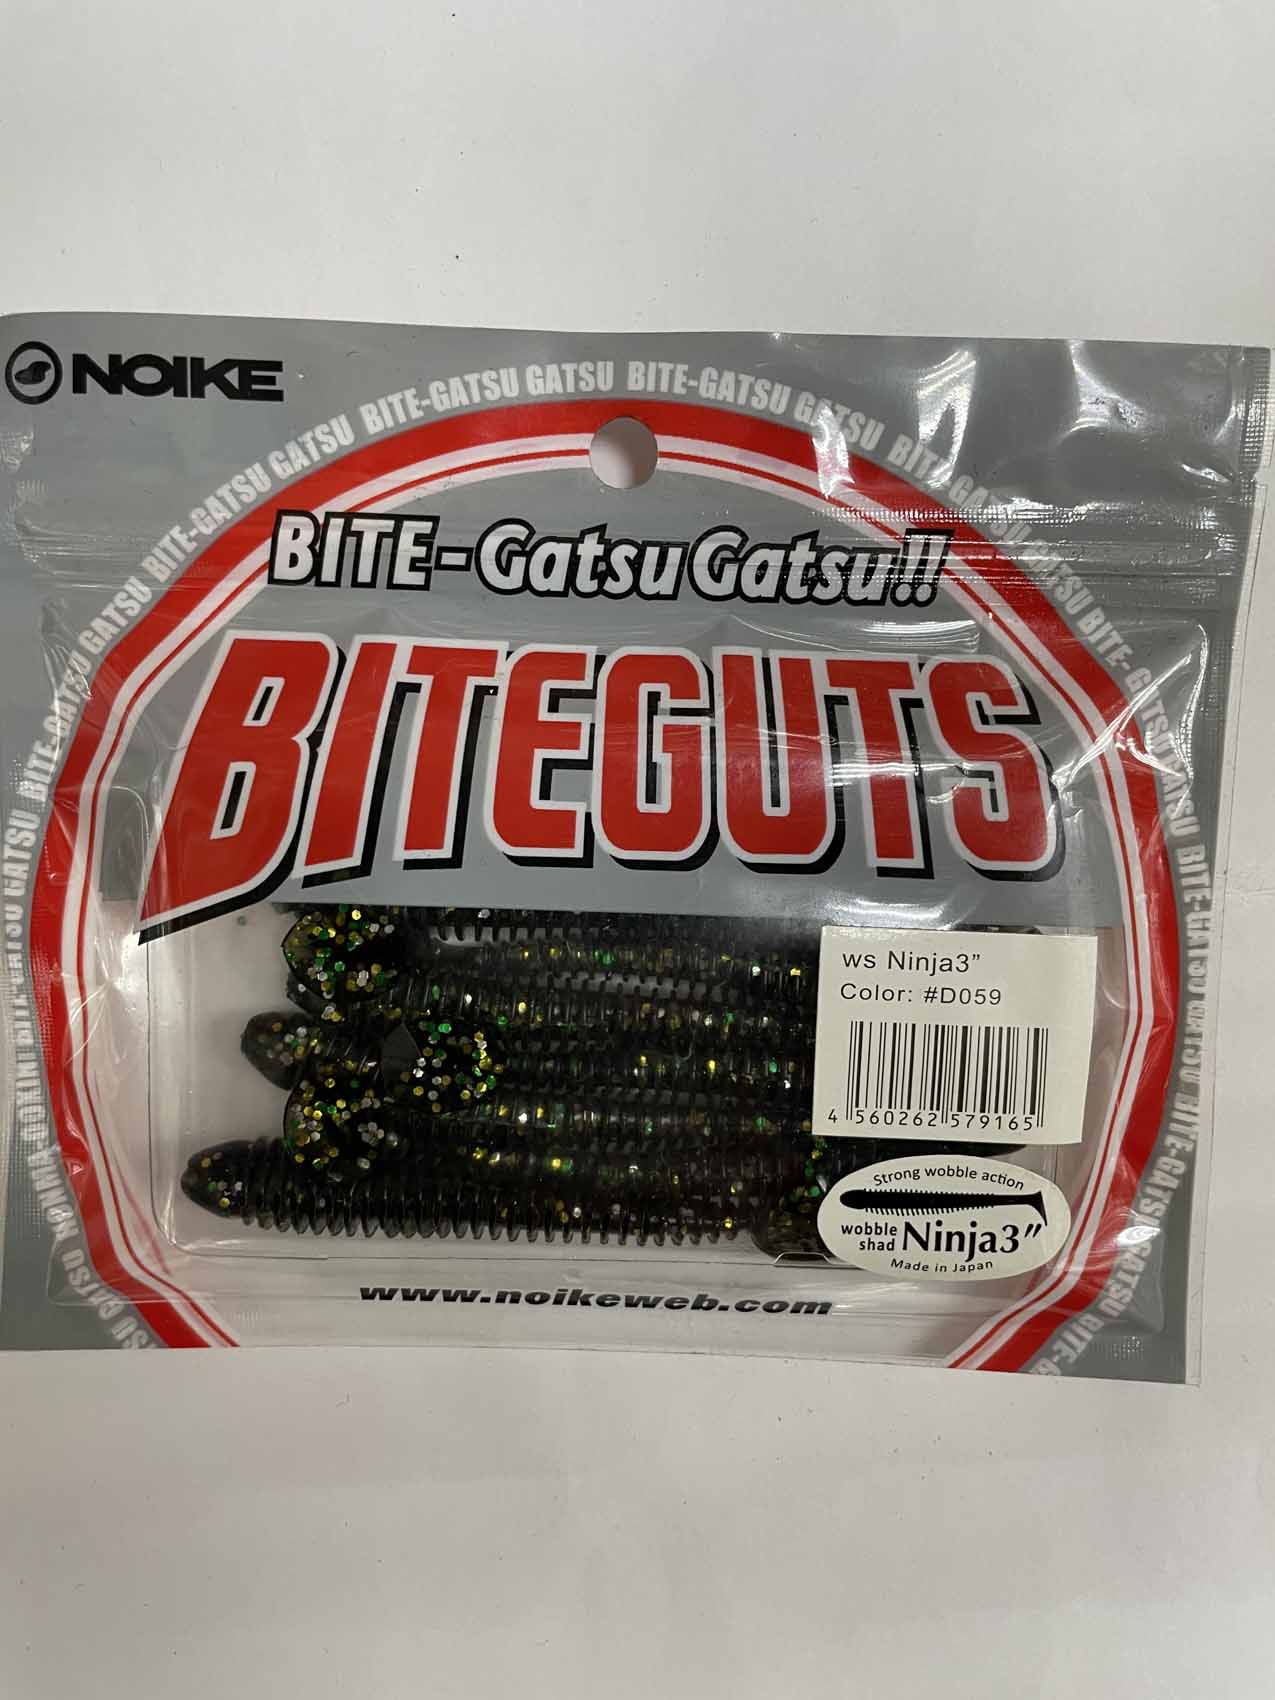 NOIKE
BITE-GATSU GATSU BITE-GATSU GATSU BITE-GATSU GATSU BITE-GATSU GATSU
BITE-GatsuGatsu!!
BITEGUTS
ws Ninja3”
Color: #D059
4 560262 579165
Strong wobble action
wobble
shad Ninja3”
Made in Japan
www.noikeweb.com